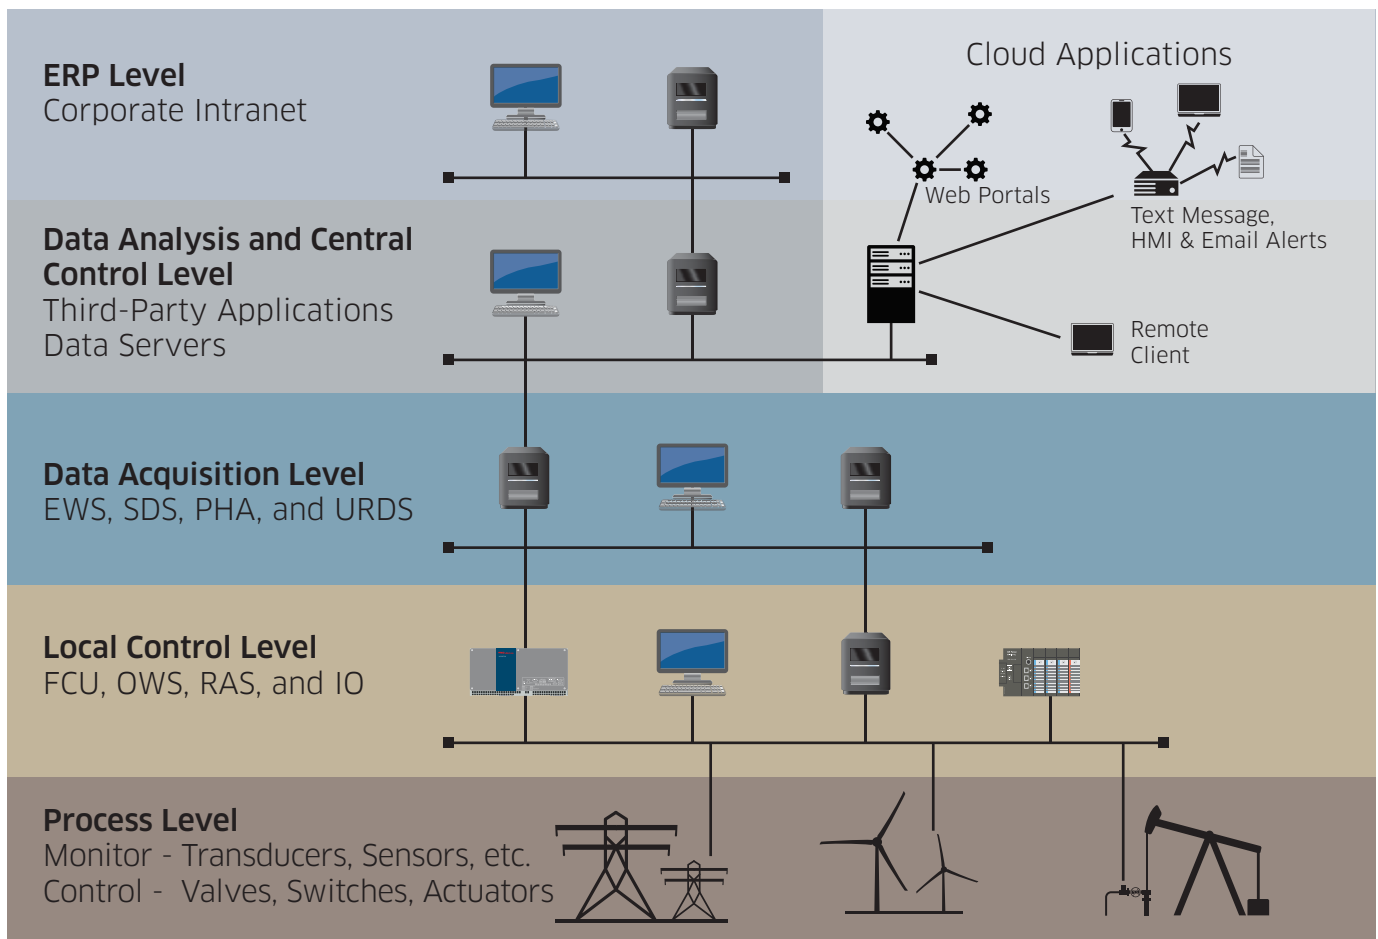 ERP Level
Corporate Intranet
Cloud Applications
Web Portals
Text Message,
HMI & Email Alerts
Data Analysis and Central
Control Level
Third-Party Applications
Data Servers
Remote
Client
Data Acquisition Level
EWS, SDS, PHA, and URDS
Local Control Level
FCU, OWS, RAS, and IO
Process Level
Monitor - Transducers, Sensors, etc.
Control - Valves, Switches, Actuators